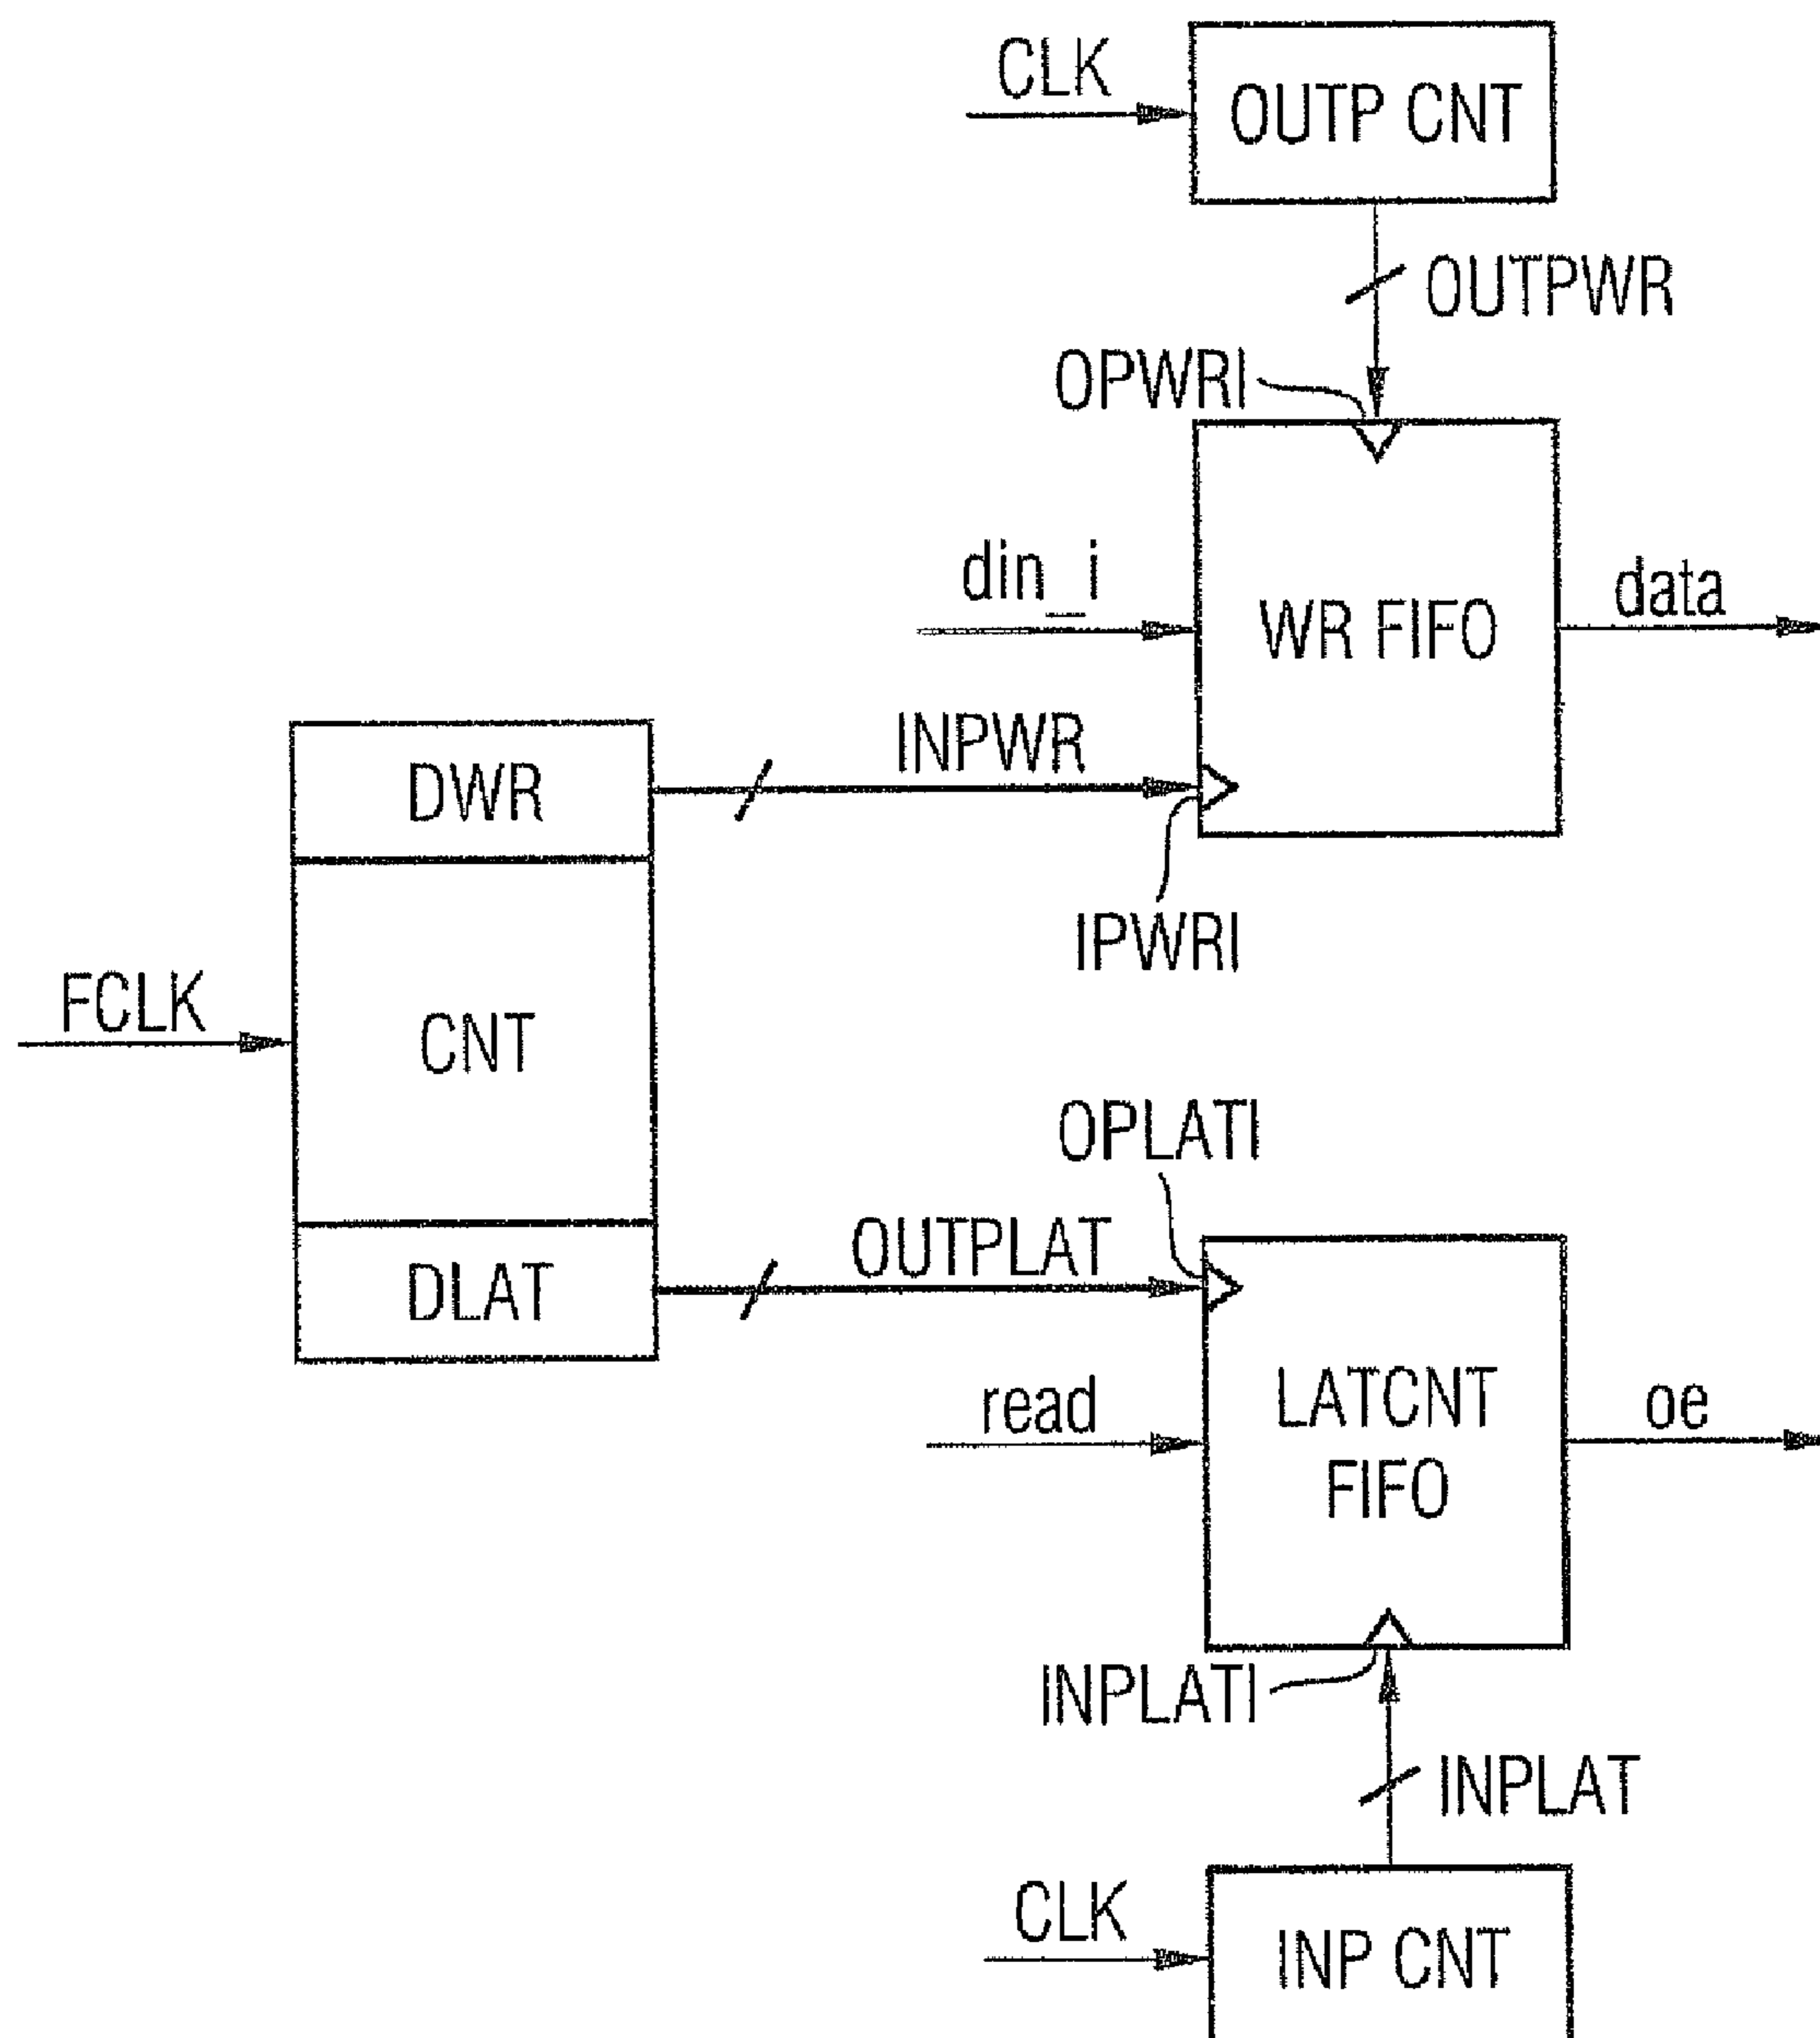 CLK
OUTP CNT
OUTPWR
OPWRI
din_i
WR FIFO
data
DWR
INPWR
IPWRI
FCLK
CNT
OPLATI
OUTPLAT
DLAT
read
LATCNT
FIFO
oe
INPLATI
INPLAT
CLK
INP CNT